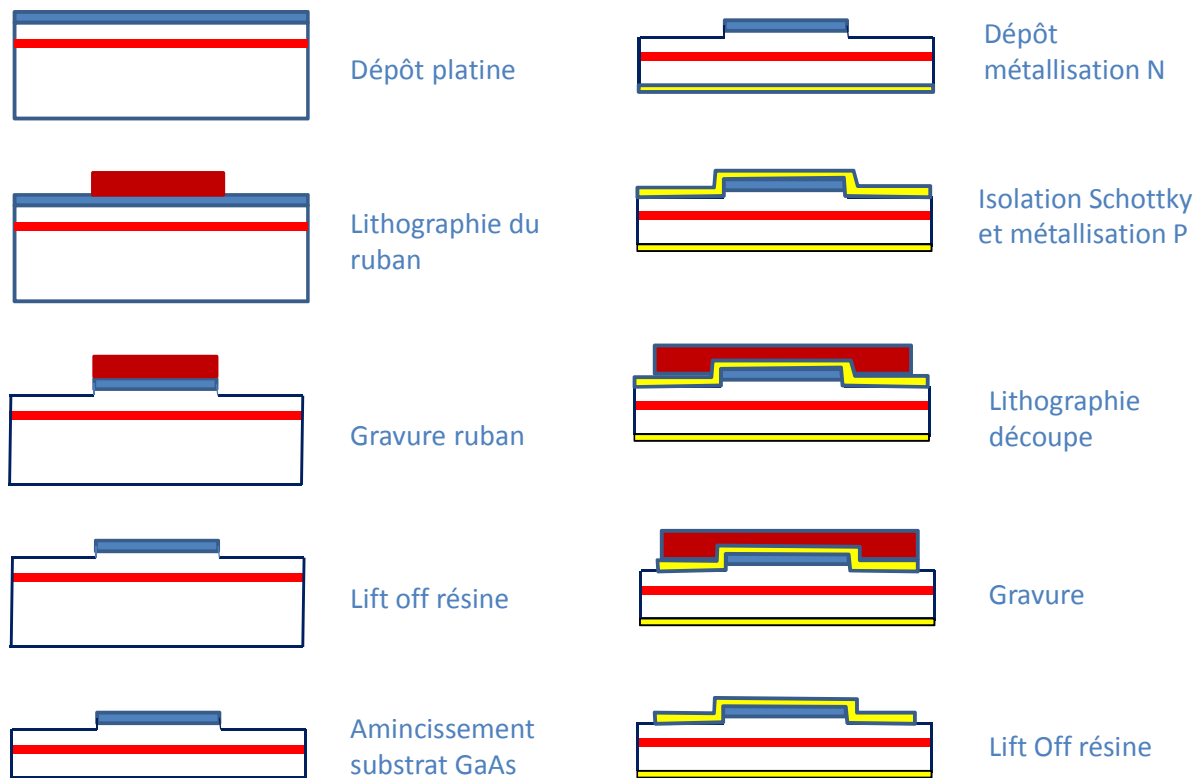 Dépôt platine
Lithographie du
ruban
Gravure ruban
Lift off résine
Amincissement
substrat GaAs
Dépôt
métallisation N
Isolation Schottky
et métallisation P
Lithographie
découpe
Gravure
Lift Off résine